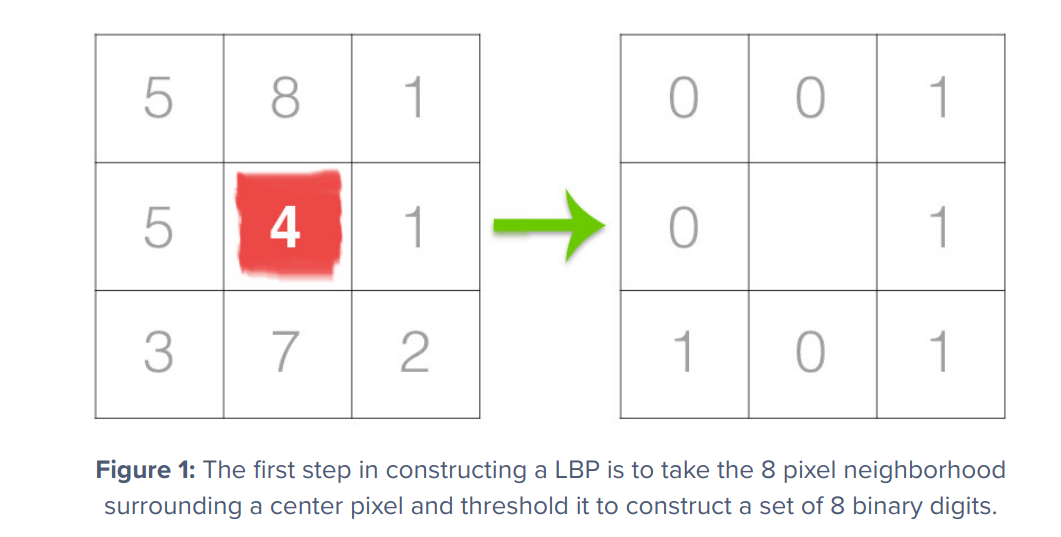 5 8 1 0 0 1
5 4 1 0 1
3 7 2 1 0 1
Figure 1: The first step in constructing a LBP is to take the 8 pixel neighborhood
surrounding a center pixel and threshold it to construct a set of 8 binary digits.